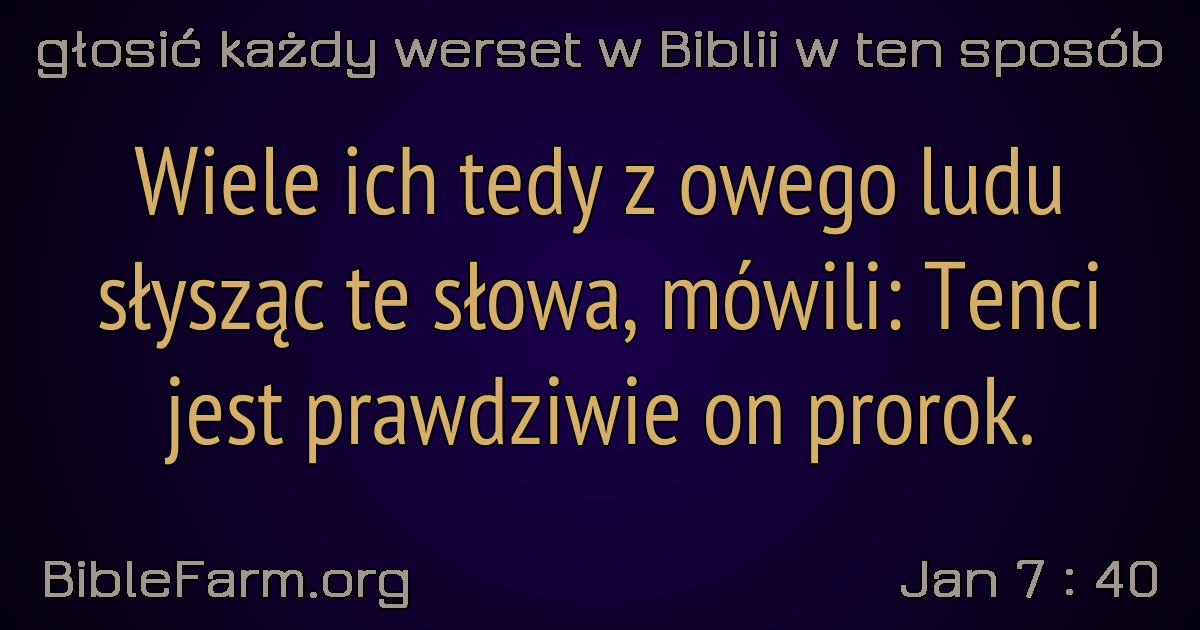 głosić każdy werset w Biblii w ten sposób
Wiele ich tedy z owego ludu
słysząc te słowa, mówili: Tenci
jest prawdziwie on prorok.
BibleFarm.org
Jan 7 : 40